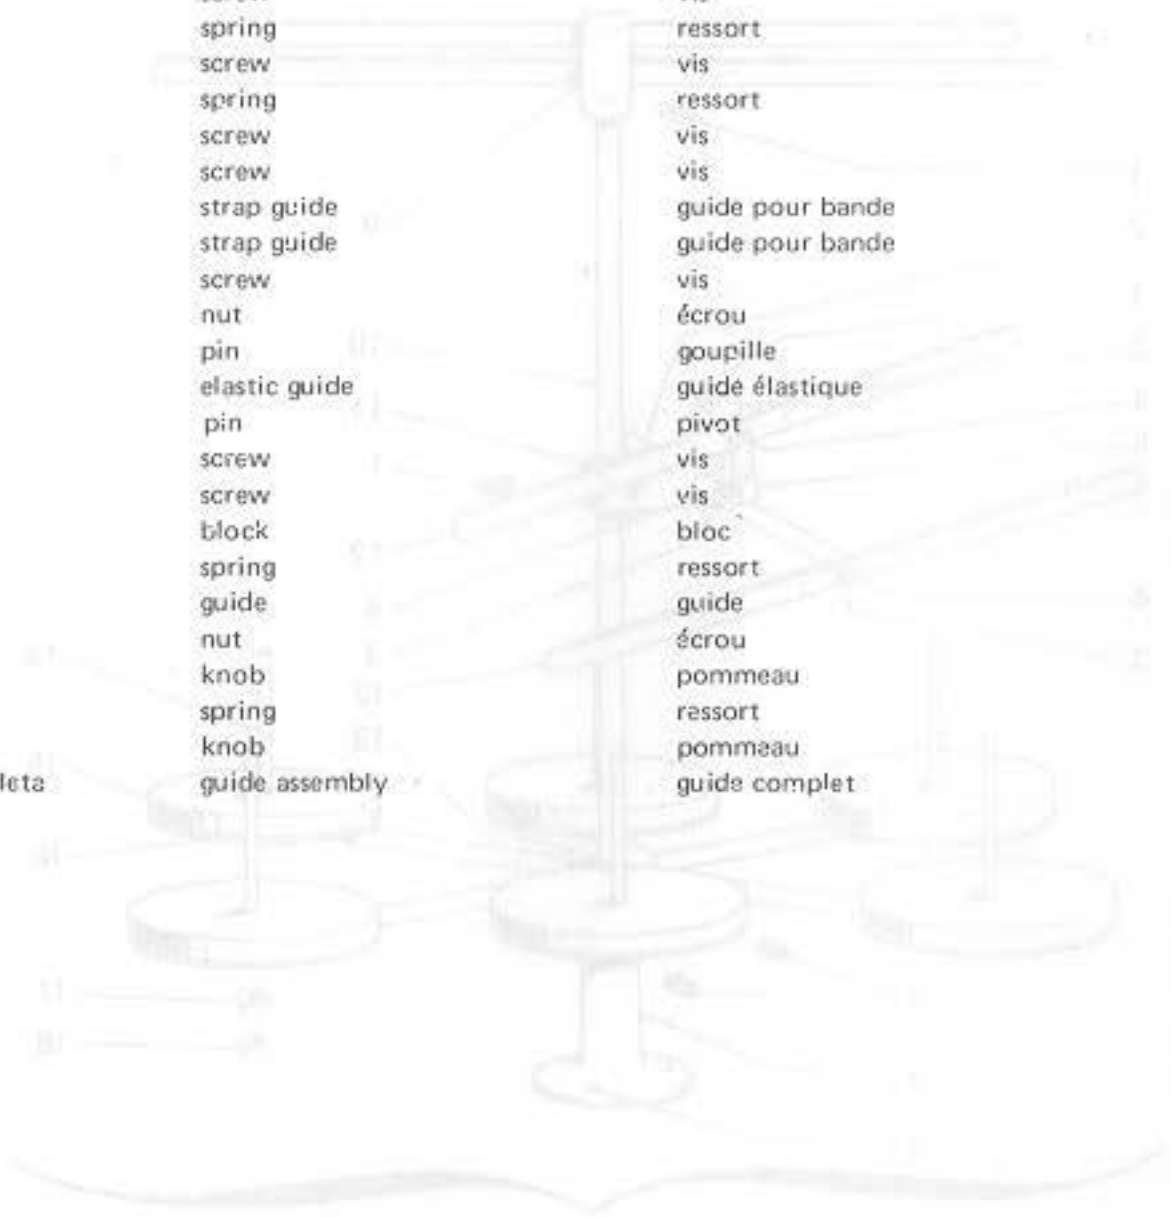 spring ressort
screw vis
spring ressort
screw vis
screw vis
strap guide guide pour bande
strap guide guide pour bande
screw vis
nut écrou
pin goupille
elastic guide guide élastique
pin pivot
screw vis
screw vis
block bloc
spring ressort
guide guide
nut écrou
knob pommeau
spring ressort
knob pommeau
leta guide assembly guide complet